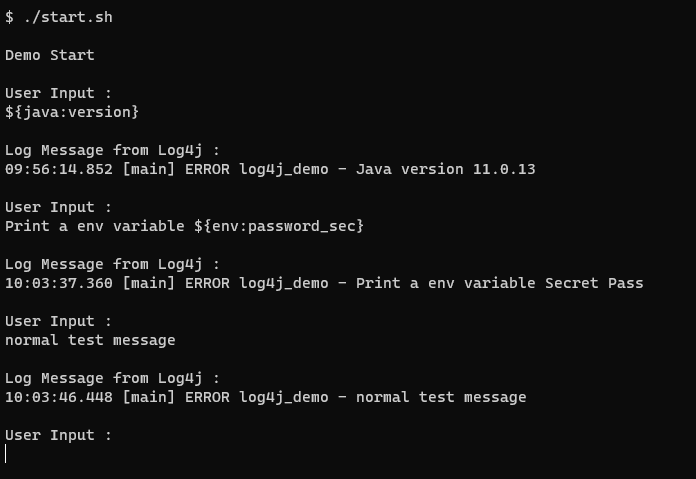 $ ./start.sh
Demo Start
User Input :
${java:version}
Log Message from Log4j :
09:56:14.852 [main] ERROR log4j_demo - Java version 11.0.13
User Input :
Print a env variable ${env:password_sec}
Log Message from Log4j :
10:03:37.360 [main] ERROR log4j_demo - Print a env variable Secret Pass
User Input :
normal test message
Log Message from Log4j :
10:03:46.448 [main] ERROR log4j_demo - normal test message
User Input :